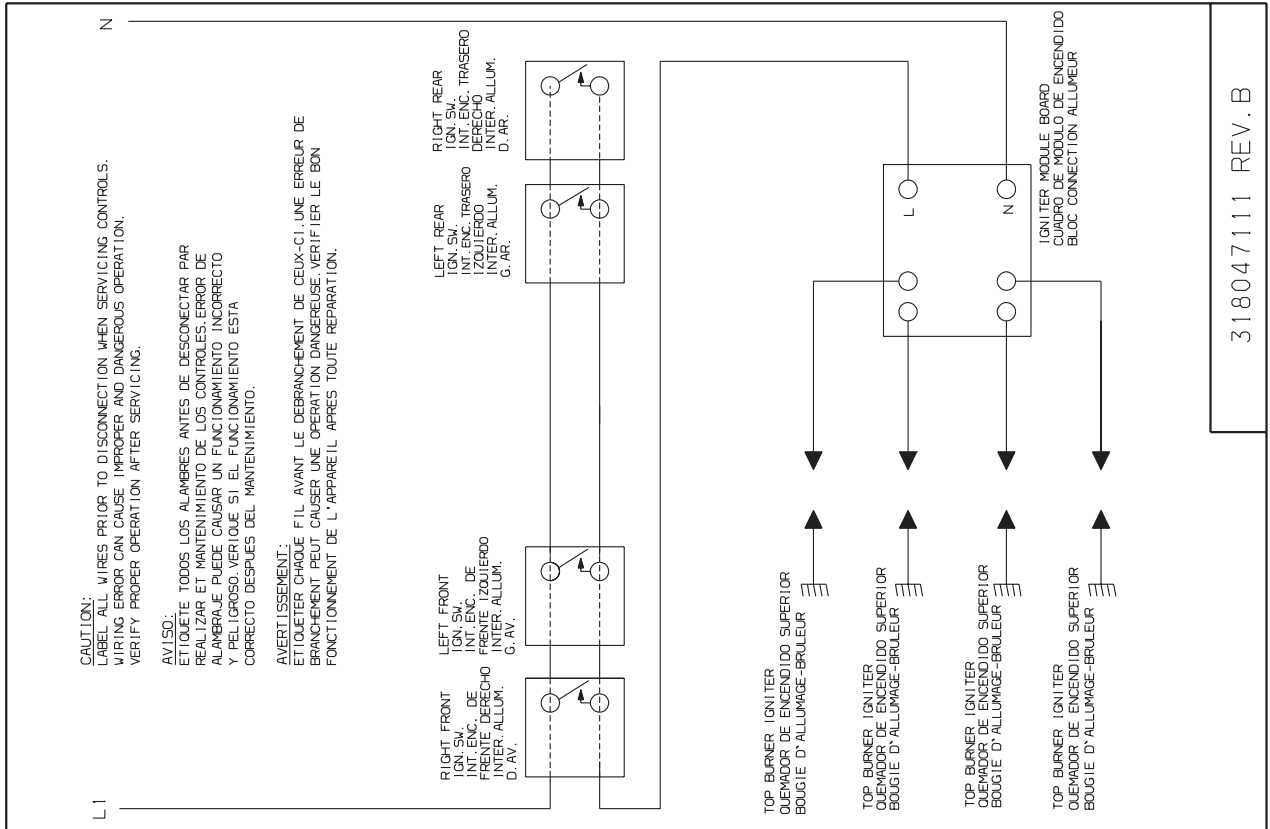 L1
N
CAUTION:
LABEL ALL WIRES PRIOR TO DISCONNECTION WHEN SERVICING CONTROLS.
WIRING ERROR CAN CAUSE IMPROPER AND DANGEROUS OPERATION.
VERIFY PROPER OPERATION AFTER SERVICING.
AVISO:
ETIQUETE TODOS LOS ALAMBRES ANTES DE DESCONECTAR PAR
REALIZAR ET MANTENIMIENTO DE LOS CONTROLES. ERROR DE
ALAMBRAJE PUEDE CAUSAR UN FUNCIONAMIENTO INCORRECTO
Y PELIGROSO. VERIQUE SI EL FUNCIONAMIENTO ESTA
CORRECTO DESPUES DEL MANTENIMIENTO.
AVERTISSEMENT:
ETIQUETER CHAQUE FIL AVANT LE DEBRANCHEMENT DE CEUX-CI. UNE ERREUR DE
BRANCHEMENT PEUT CAUSER UNE OPERATION DANGEREUSE. VERIFIER LE BON
FONCTIONNEMENT DE L'APPAREIL APRES TOUTE REPARATION.
RIGHT FRONT
IGN. SW.
INT. ENC. DE
FRENTE DERECHO
INTER. ALLUM.
D. AV.
LEFT FRONT
IGN. SW.
INT. ENC. DE
FRENTE IZQUIERDO
INTER. ALLUM.
G. AV.
LEFT REAR
IGN. SW.
INT. ENC. TRASERO
IZQUIERDO
INTER. ALLUM.
G. AR.
RIGHT REAR
IGN. SW.
INT. ENC. TRASERO
DERECHO
INTER. ALLUM.
D. AR.
TOP BURNER IGNITER
QUEMADOR DE ENCENDIDO SUPERIOR
BOUGIE D'ALLUMAGE-BRULEUR
TOP BURNER IGNITER
QUEMADOR DE ENCENDIDO SUPERIOR
BOUGIE D'ALLUMAGE-BRULEUR
TOP BURNER IGNITER
QUEMADOR DE ENCENDIDO SUPERIOR
BOUGIE D'ALLUMAGE-BRULEUR
TOP BURNER IGNITER
QUEMADOR DE ENCENDIDO SUPERIOR
BOUGIE D'ALLUMAGE-BRULEUR
L
N
IGNITER MODULE BOARD
CUADRO DE MODULO DE ENCENDIDO
BLOC CONNECTION ALLUMEUR
318047111 REV. B